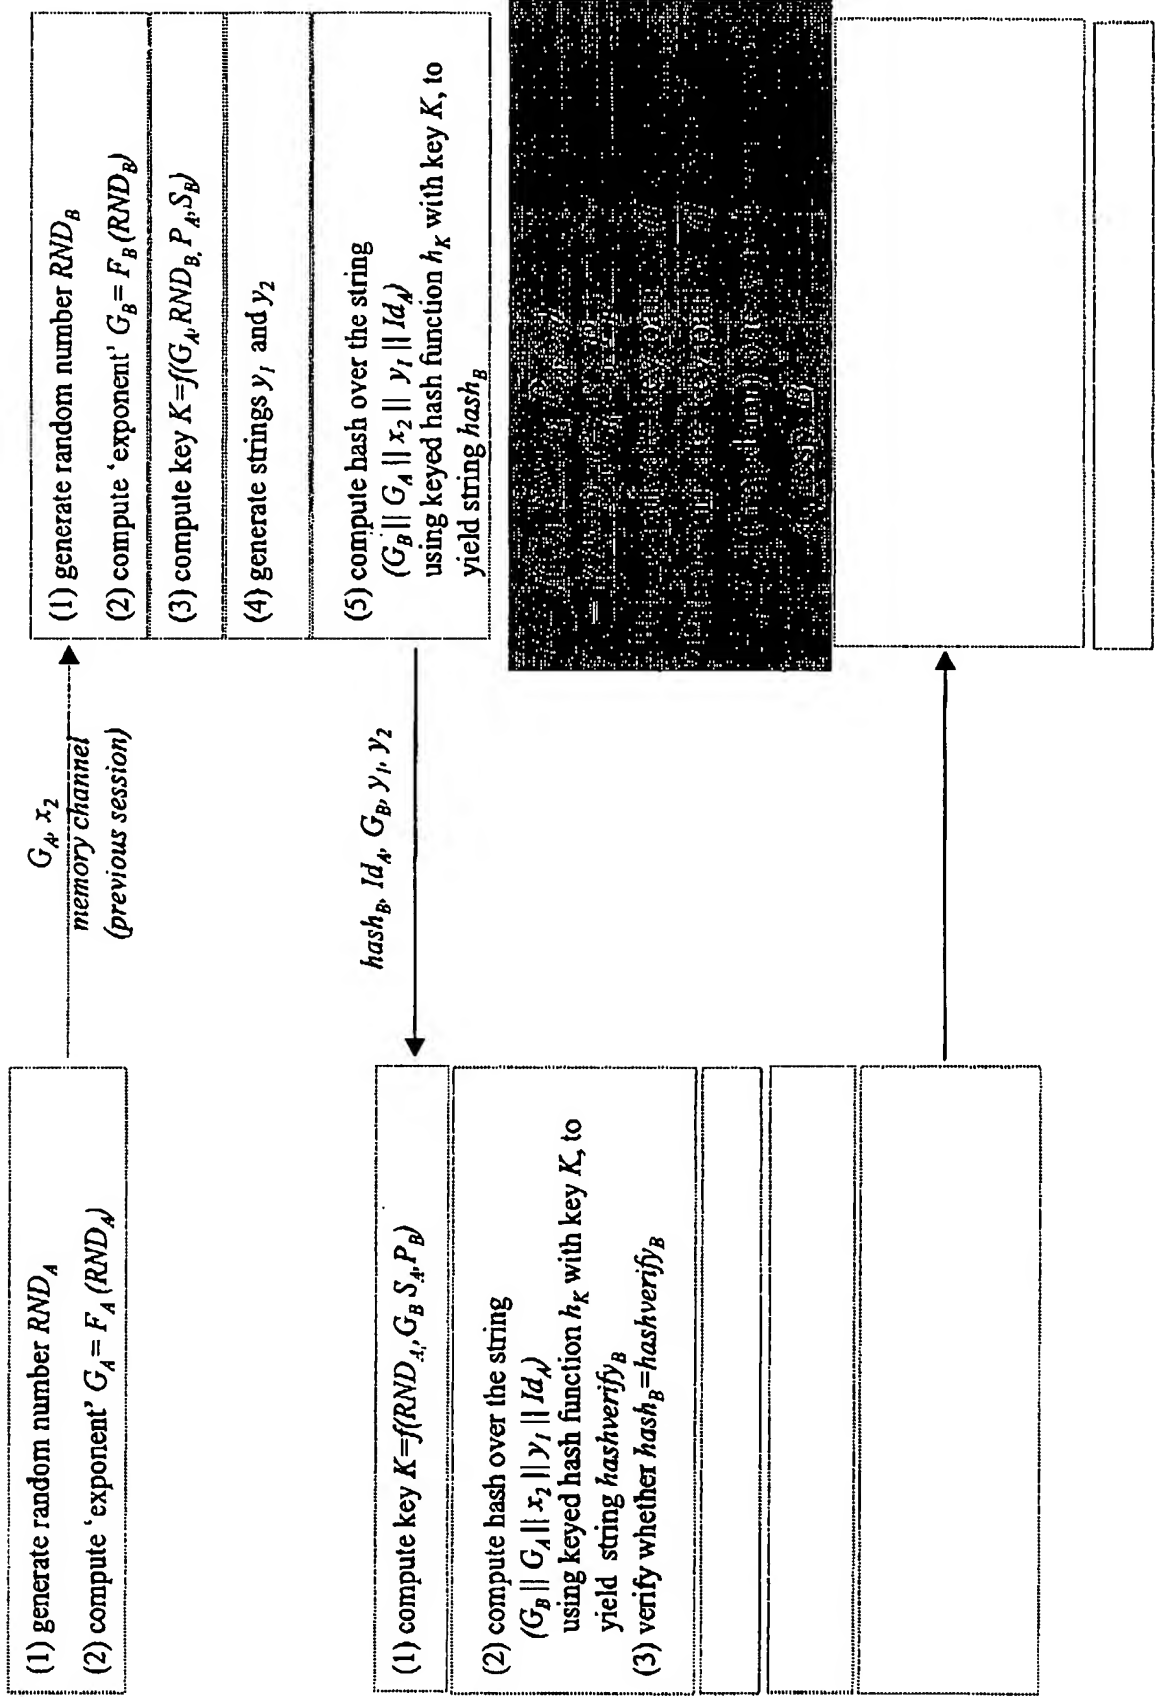 (1) generate random number RND_A
(2) compute ‘exponent’ G_A = F_A (RND_A)
G_A, x_2
memory channel
(previous session)
(1) generate random number RND_B
(2) compute ‘exponent’ G_B = F_B (RND_B)
(3) compute key K=f(G_A, RND_B, P_A, S_B)
(4) generate strings y_1 and y_2
(5) compute hash over the string
(G_B || G_A || x_2 || y_1 || Id_A)
using keyed hash function h_K with key K, to
yield string hash_B
hash_B, Id_A, G_B, y_1, y_2
(1) compute key K=f(RND_A, G_B S_A, P_B)
(2) compute hash over the string
(G_B || G_A || x_2 || y_1 || Id_A)
using keyed hash function h_K with key K, to
yield string hashverify_B
(3) verify whether hash_B=hashverify_B